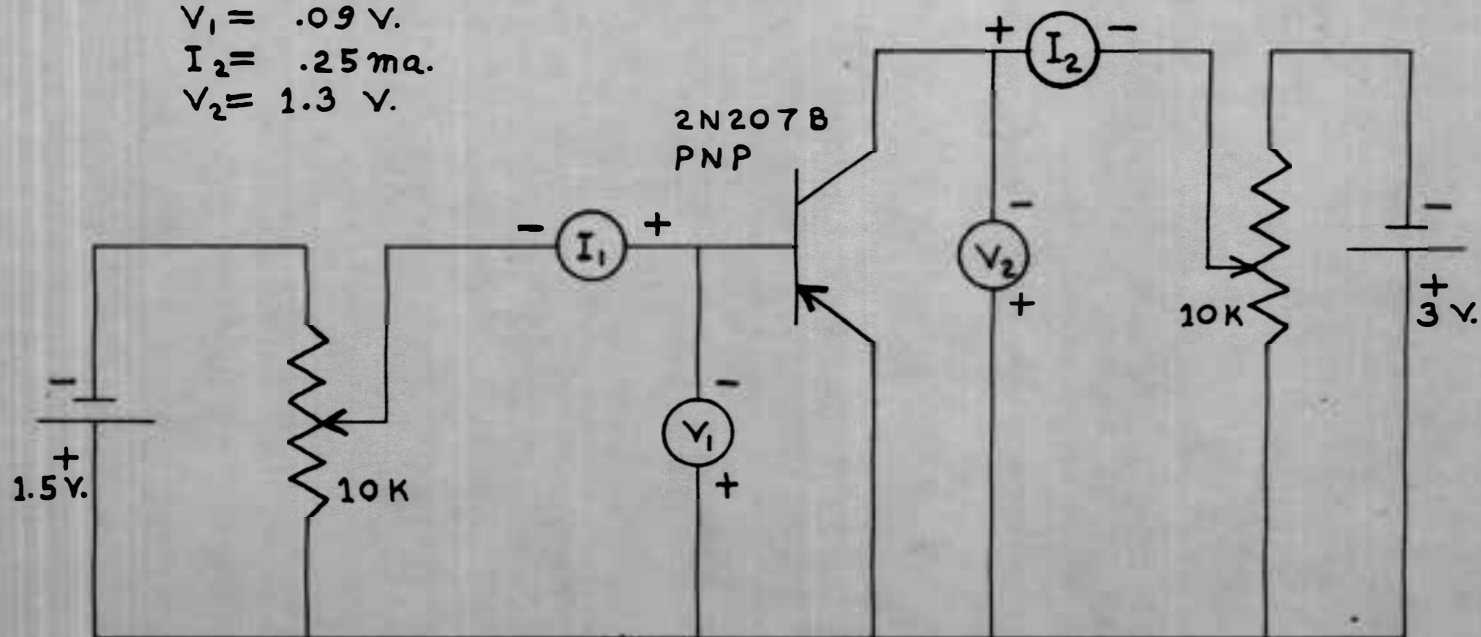 V₁ = .09 V.
I₂ = .25 ma.
V₂ = 1.3 V.
2N207B
PNP
+ I₂ -
- I₁ +
-
V₂
+
10K
-
+
3 V.
-
+
1.5 V.
10K
-
V₁
+